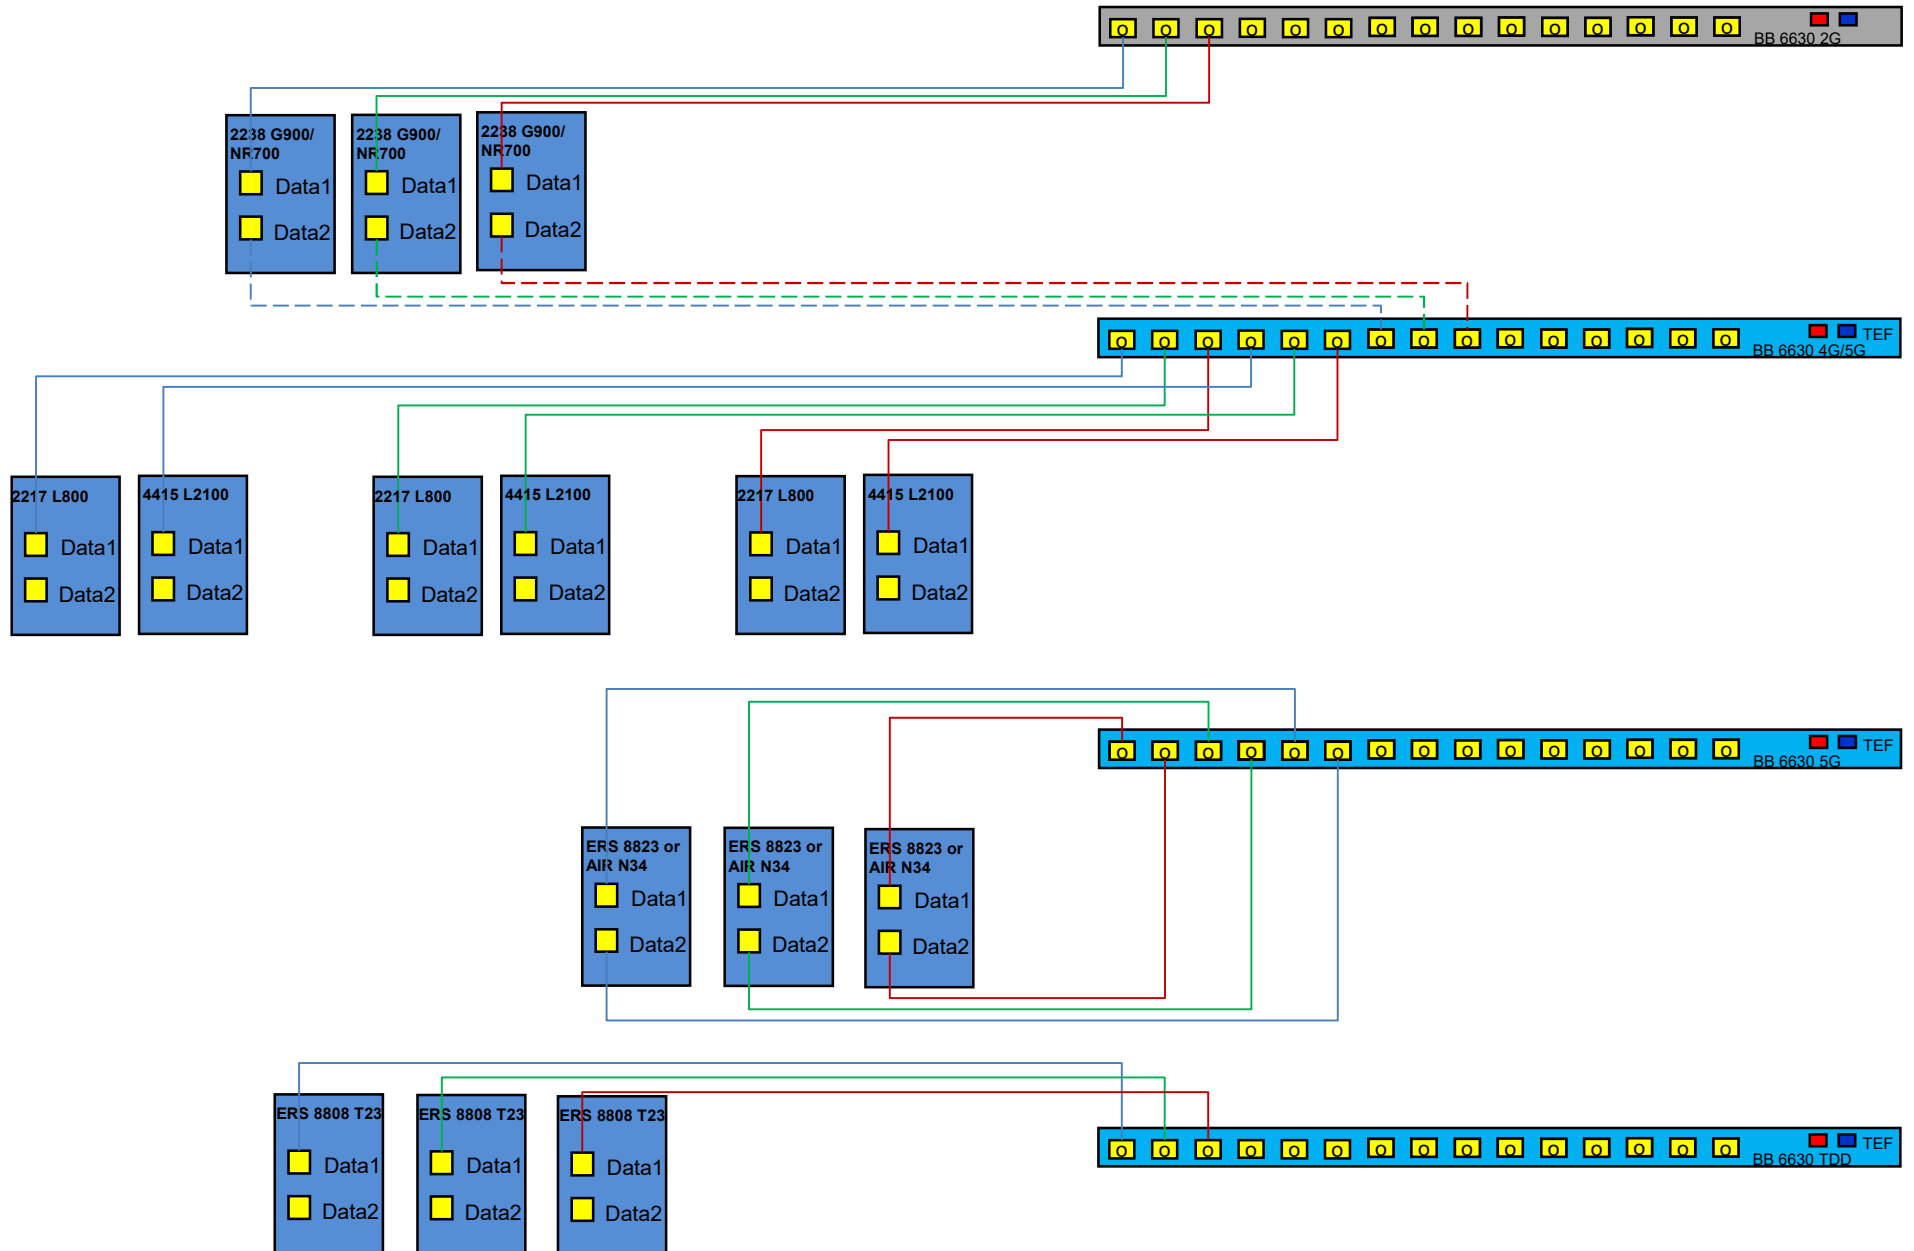 O O O O O O O O O O O O O O O
BB 6630 2G
2238 G900/
NR700
Data1
Data2
2238 G900/
NR700
Data1
Data2
2238 G900/
NR700
Data1
Data2
O O O O O O O O O O O O O O O
TEF
BB 6630 4G/5G
2217 L800
Data1
Data2
4415 L2100
Data1
Data2
2217 L800
Data1
Data2
4415 L2100
Data1
Data2
2217 L800
Data1
Data2
4415 L2100
Data1
Data2
O O O O O O O O O O O O O O O
TEF
BB 6630 5G
ERS 8823 or
AIR N34
Data1
Data2
ERS 8823 or
AIR N34
Data1
Data2
ERS 8823 or
AIR N34
Data1
Data2
ERS 8808 T23
Data1
Data2
ERS 8808 T23
Data1
Data2
ERS 8808 T23
Data1
Data2
O O O O O O O O O O O O O O O
TEF
BB 6630 TDD